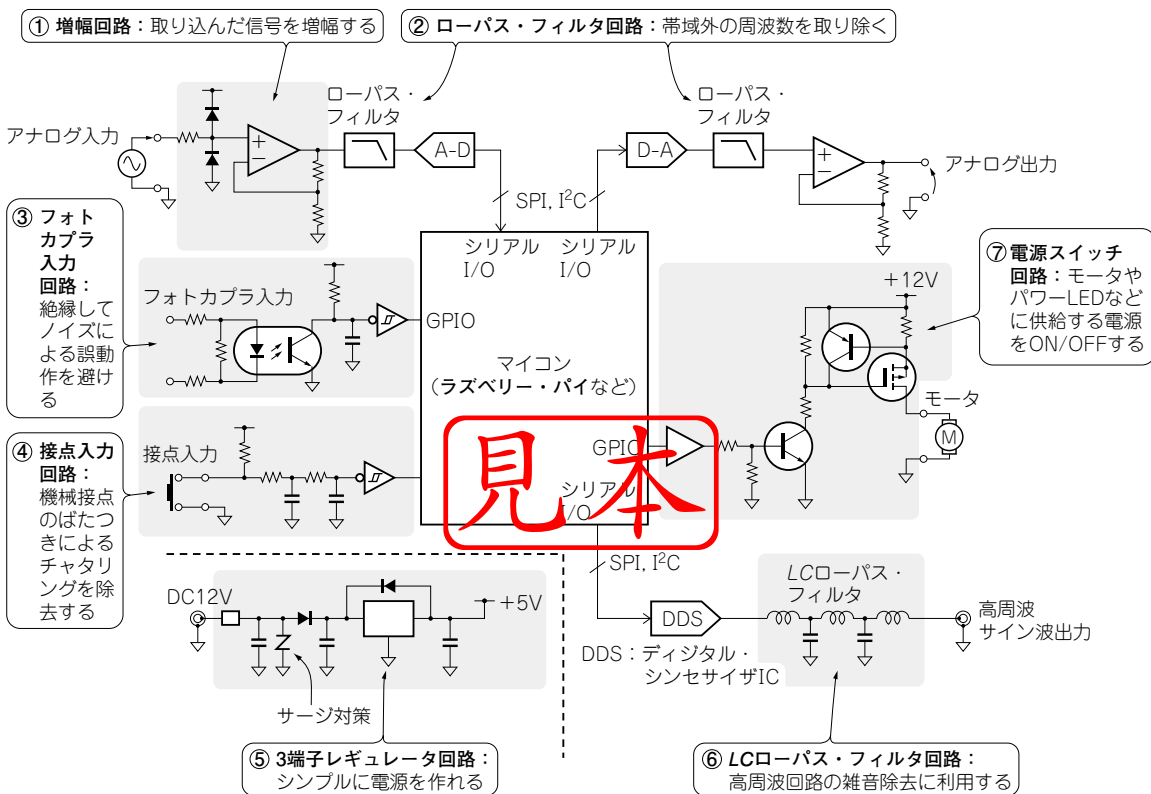 ① 増幅回路：取り込んだ信号を増幅する
② ローパス・フィルタ回路：帯域外の周波数を取り除く
ローパス・
フィルタ
ローパス・
フィルタ
アナログ入力
+
−
A-D
D-A
+
−
アナログ出力
SPI, I²C
シリアル
I/O
シリアル
I/O
③ フォト
カプラ
入力
回路：
絶縁して
ノイズに
よる誤動
作を避け
る
フォトカプラ入力
GPIO
マイコン
(ラズベリー・パイなど)
⑦ 電源スイッチ
回路：モータや
パワーLEDなど
に供給する電源
をON/OFFする
+12V
モータ
M
GPIO
シリアル
I/O
見本
④ 接点入力
回路：
機械接点
のばたつ
きによる
チャタリ
ングを除
去する
接点入力
SPI, I²C
DC12V
+5V
サージ対策
⑤ 3端子レギュレータ回路：
シンプルに電源を作れる
DDS
DDS：ディジタル・
シンセサイザIC
LCローパス・
フィルタ
高周波
サイン波出力
⑥ LCローパス・フィルタ回路：
高周波回路の雑音除去に利用する